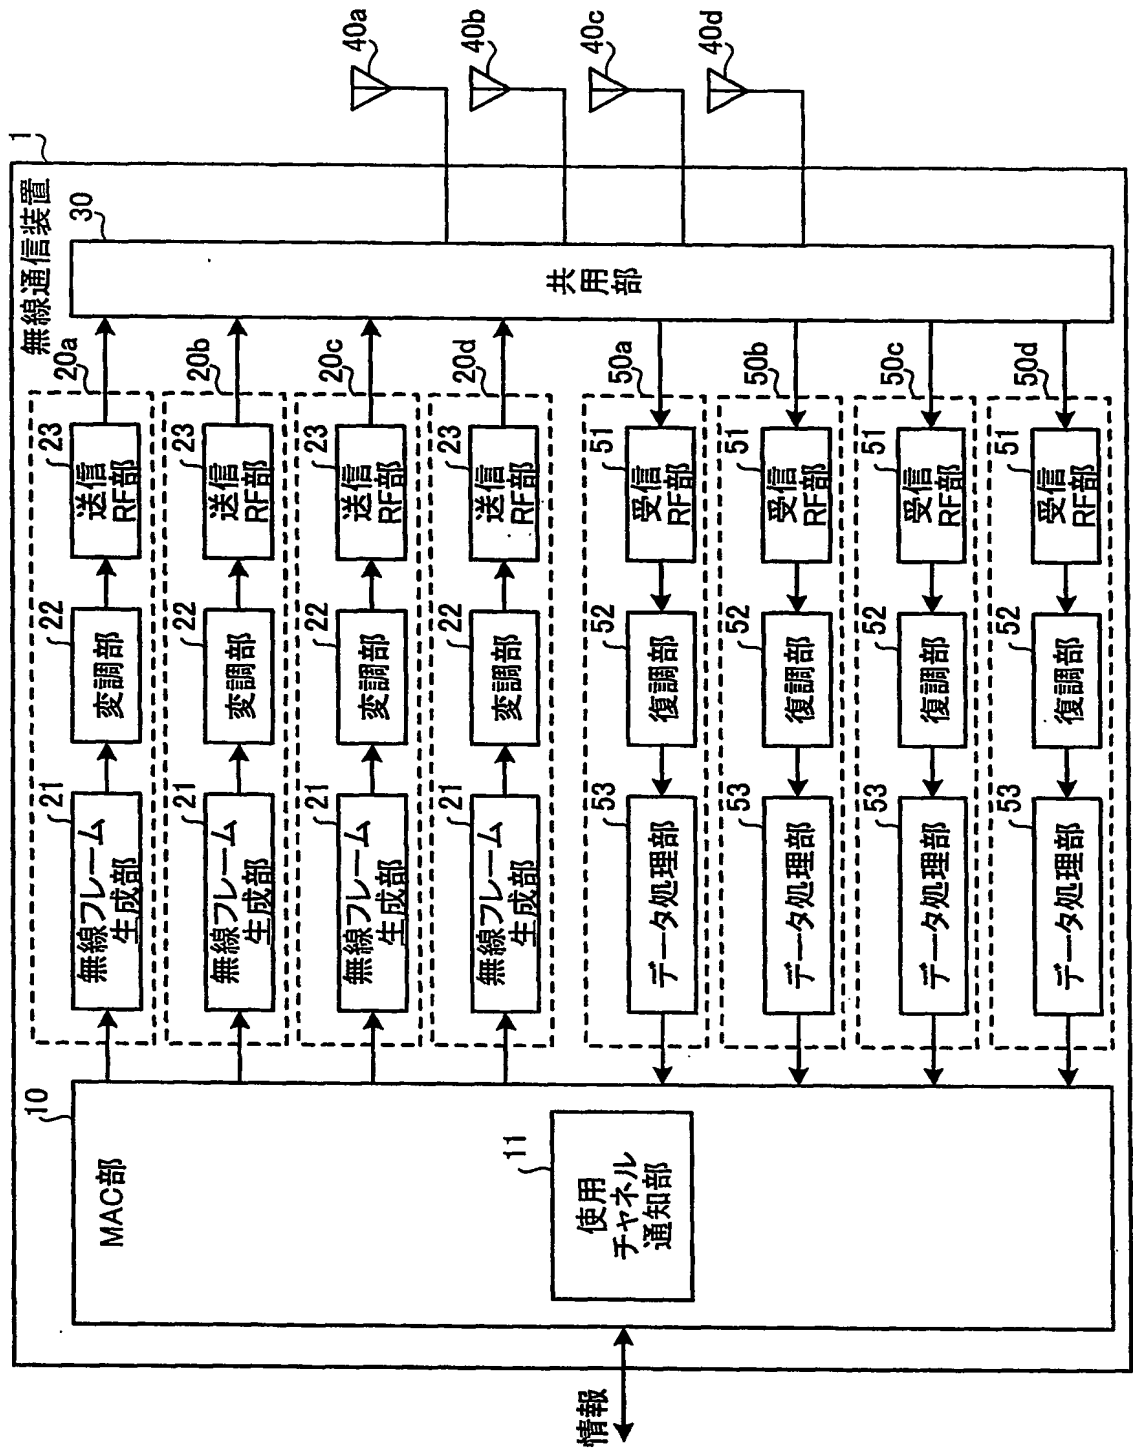 無線通信装置
1
情報
10
MAC部
11
使用
チャネル
通知部
20a
21
無線フレーム
生成部
22
変調部
23
送信
RF部
20b
21
無線フレーム
生成部
22
変調部
23
送信
RF部
20c
21
無線フレーム
生成部
22
変調部
23
送信
RF部
20d
21
無線フレーム
生成部
22
変調部
23
送信
RF部
50a
53
データ処理部
52
復調部
51
受信
RF部
50b
53
データ処理部
52
復調部
51
受信
RF部
50c
53
データ処理部
52
復調部
51
受信
RF部
50d
53
データ処理部
52
復調部
51
受信
RF部
30
共用部
40a
40b
40c
40d